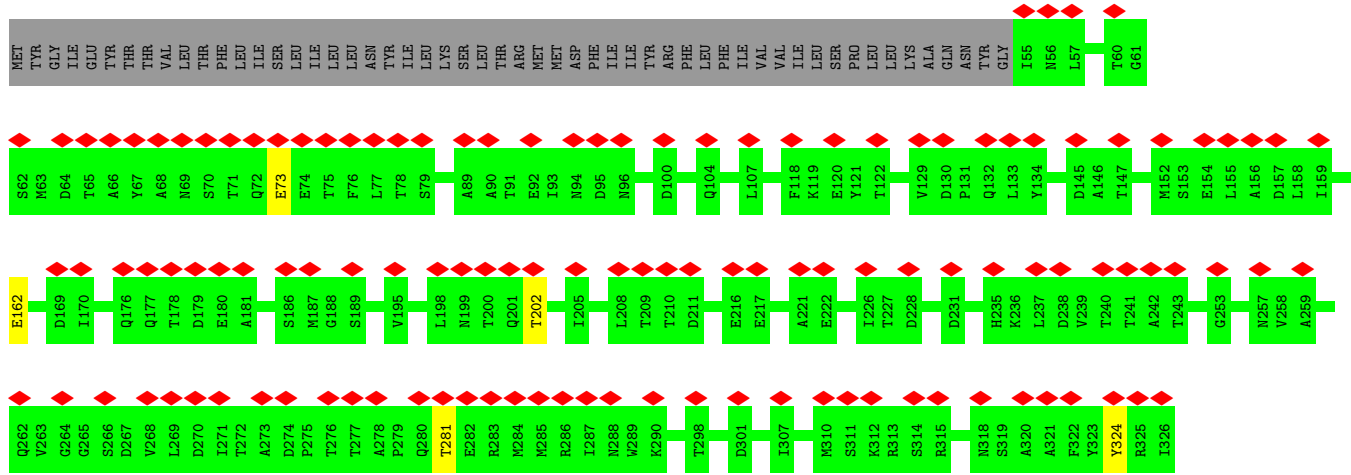 MET TYR GLY ILE GLU TYR THR THR VAL LEU THR PHE LEU ILE SER LEU ILE LEU LEU ASN TYR ILE LEU LYS SER LEU THR ARG MET MET ASP PHE ILE ILE TYR ARG PHE LEU PHE ILE VAL VAL ILE LEU SER PRO LEU LEU LYS ALA GLN ASN TYR GLY I55 N56 L57 T60 G61
S62 M63 D64 T65 A66 Y67 A68 N69 S70 T71 Q72 E73 E74 T75 F76 L77 T78 S79 A89 A90 T91 E92 I93 N94 D95 N96 D100 Q104 L107 F118 K119 E120 Y121 T122 V129 D130 P131 Q132 L133 Y134 D145 A146 T147 M152 S153 E154 L155 A156 D157 L158 I159
E162 D169 I170 Q176 Q177 T178 D179 E180 A181 S186 M187 G188 S189 V195 L198 N199 T200 Q201 T202 I205 L208 T209 T210 D211 E216 E217 A221 E222 I226 T227 D228 D231 H235 K236 L237 D238 V239 T240 T241 A242 T243 G253 N257 V258 A259
Q262 V263 G264 G265 S266 D267 V268 L269 D270 I271 T272 A273 D274 P275 T276 T277 A278 P279 Q280 T281 E282 R283 M284 M285 R286 I287 N288 W289 K290 T298 D301 I307 M310 S311 K312 R313 S314 R315 N318 S319 A320 A321 F322 Y323 Y324 R325 I326